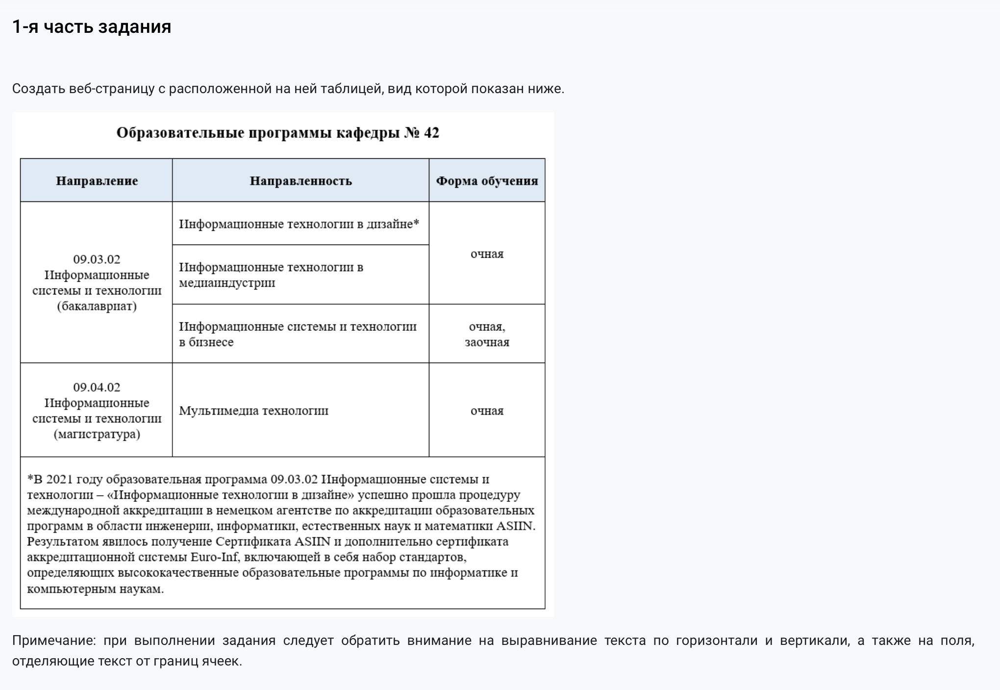 1-я часть задания
Создать веб-страницу с расположенной на ней таблицей, вид которой показан ниже.
Образовательные программы кафедры № 42
Направление
Направленность
Форма обучения
09.03.02
Информационные
системы и технологии
(бакалавриат)
Информационные технологии в дизайне*
очная
Информационные технологии в
медиаиндустрии
Информационные системы и технологии
в бизнесе
очная,
заочная
09.04.02
Информационные
системы и технологии
(магистратура)
Мультимедиа технологии
очная
*В 2021 году образовательная программа 09.03.02 Информационные системы и
технологии – «Информационные технологии в дизайне» успешно прошла процедуру
международной аккредитации в немецком агентстве по аккредитации образовательных
программ в области инженерии, информатики, естественных наук и математики ASIIN.
Результатом явилось получение Сертификата ASIIN и дополнительно сертификата
аккредитационной системы Euro-Inf, включающей в себя набор стандартов,
определяющих высококачественные образовательные программы по информатике и
компьютерным наукам.
Примечание: при выполнении задания следует обратить внимание на выравнивание текста по горизонтали и вертикали, а также на поля,
отделяющие текст от границ ячеек.